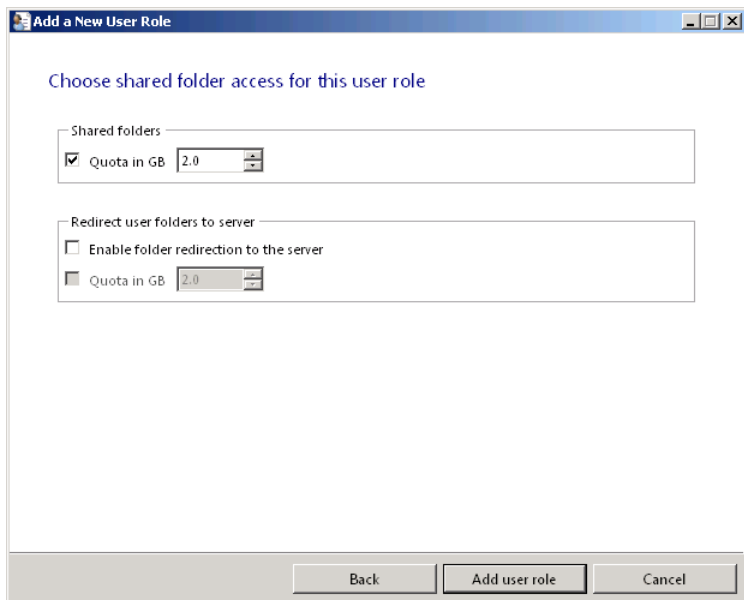 Add a New User Role
Choose shared folder access for this user role
Shared folders
Quota in GB 2.0
Redirect user folders to server
Enable folder redirection to the server
Quota in GB 2.0
Back Add user role Cancel